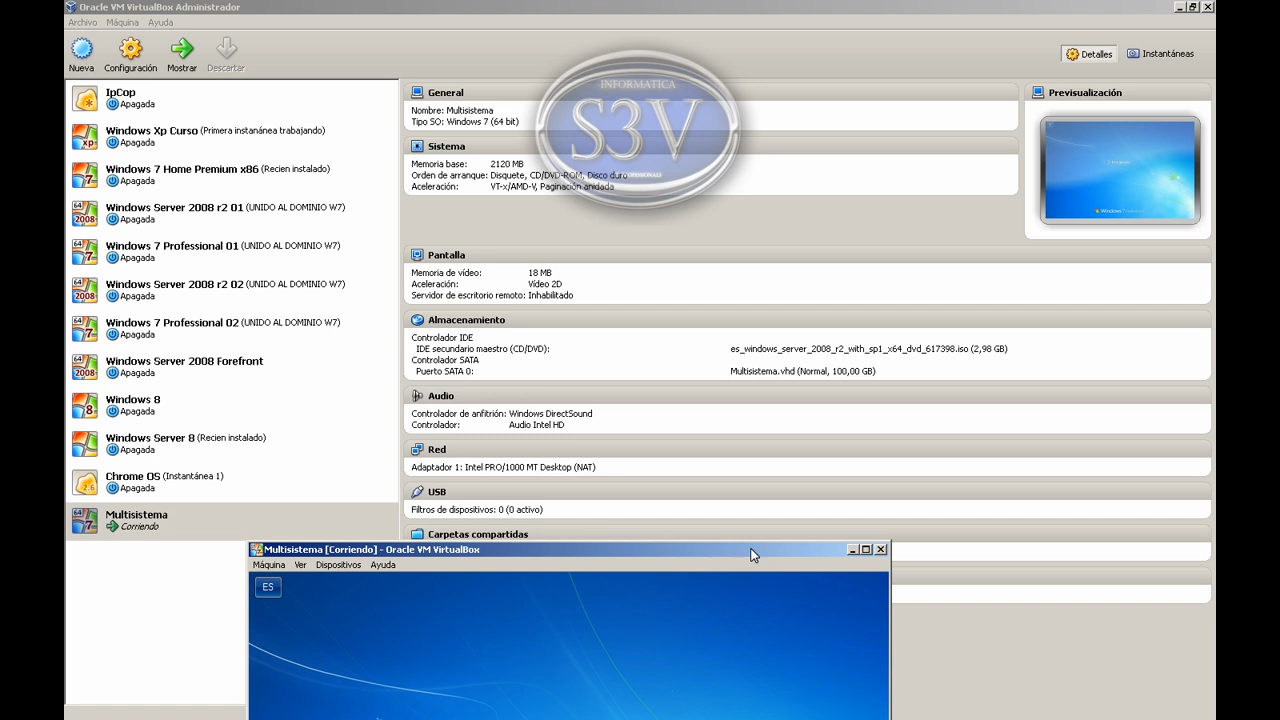 Oracle VM VirtualBox Administrador
Archivo Máquina Ayuda
Nueva Configuración Mostrar Descartar
Detalles Instantáneas
IpCop
Apagada
Windows Xp Curso (Primera instánea trabajando)
Apagada
Windows 7 Home Premium x86 (Recien instalado)
Apagada
Windows Server 2008 r2 01 (UNIDO AL DOMINIO W7)
Apagada
Windows 7 Professional 01 (UNIDO AL DOMINIO W7)
Apagada
Windows Server 2008 r2 02 (UNIDO AL DOMINIO W7)
Apagada
Windows 7 Professional 02 (UNIDO AL DOMINIO W7)
Apagada
Windows Server 2008 Forefront
Apagada
Windows 8
Apagada
Windows Server 8 (Recien instalado)
Apagada
Chrome OS (Instantánea 1)
Apagada
Multisistema
Corriendo
General
Nombre: Multisistema
Tipo SO: Windows 7 (64 bit)
INFORMATICA
S3V
Sistema
Memoria base: 2120 MB
Orden de arranque: Disquete, CD/DVD-ROM, Disco duro
Aceleración: VT-x/AMD-V, Paginación anidada
Previsualización
Pantalla
Memoria de vídeo: 18 MB
Aceleración: Vídeo 2D
Servidor de escritorio remoto: Inhabilitado
Almacenamiento
Controlador IDE
IDE secundario maestro (CD/DVD): es_windows_server_2008_r2_with_sp1_x64_dvd_617398.iso (2,98 GB)
Controlador SATA
Puerto SATA 0: Multisistema.vhd (Normal, 100,00 GB)
Audio
Controlador de anfitrión: Windows DirectSound
Controlador: Audio Intel HD
Red
Adaptador 1: Intel PRO/1000 MT Desktop (NAT)
USB
Filtros de dispositivos: 0 (0 activo)
Carpetas compartidas
Multisistema [Corriendo] - Oracle VM VirtualBox
Máquina Ver Dispositivos Ayuda
ES